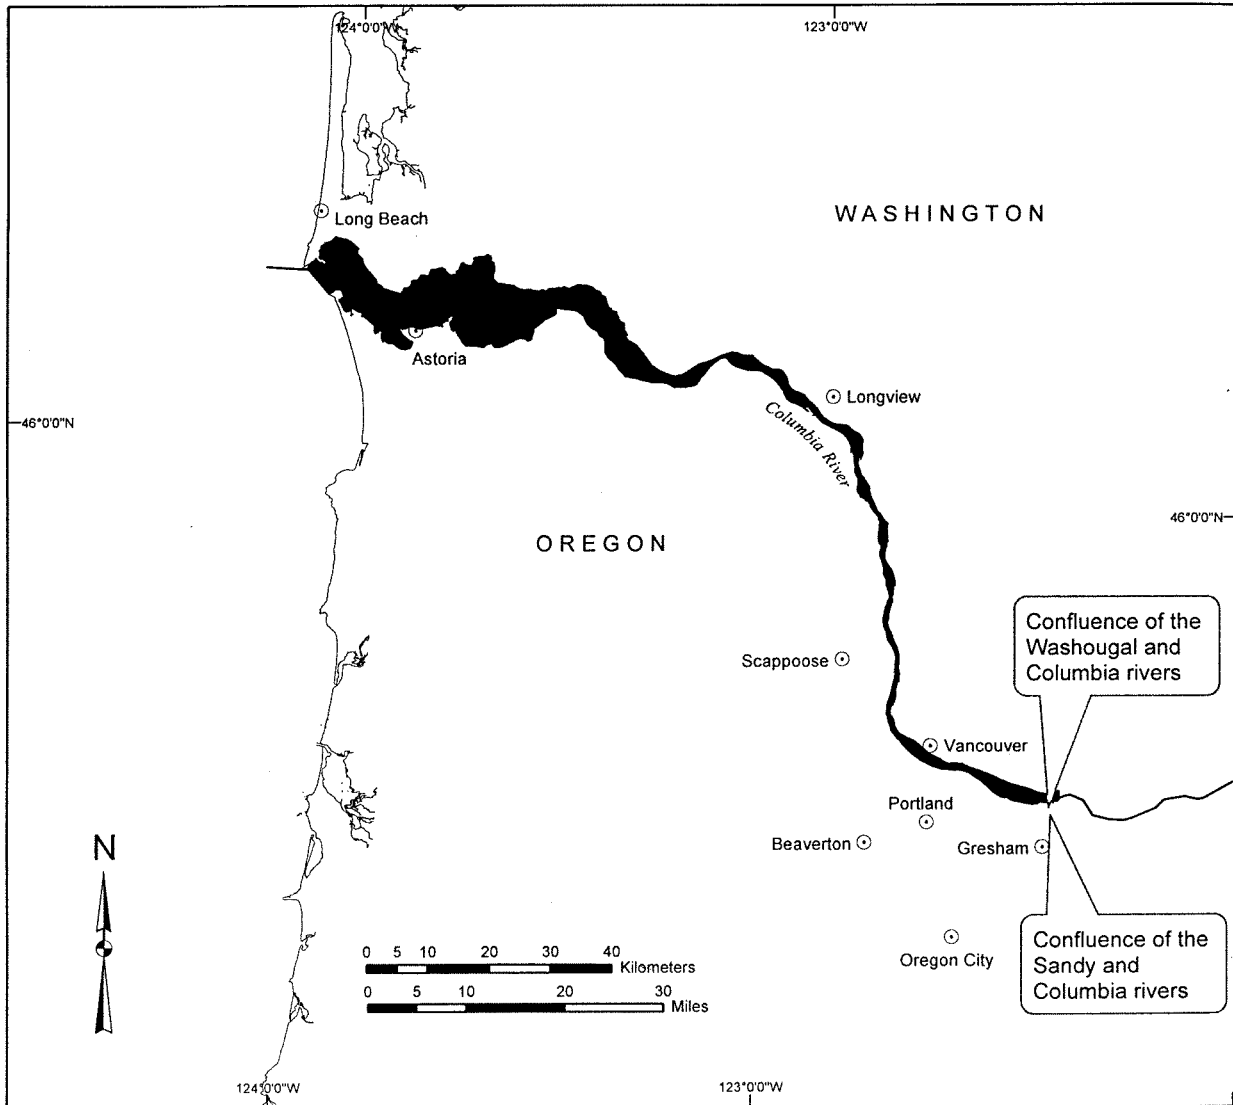 124°0'0"W
123°0'0"W
WASHINGTON
Long Beach
Astoria
Longview
Columbia River
46°0'0"N
46°0'0"N
OREGON
Confluence of the
Washougal and
Columbia rivers
Scappoose
Vancouver
Portland
Beaverton
Gresham
N
Oregon City
Confluence of the
Sandy and
Columbia rivers
0 5 10 20 30 40
Kilometers
0 5 10 20 30
Miles
124°0'0"W
123°0'0"W